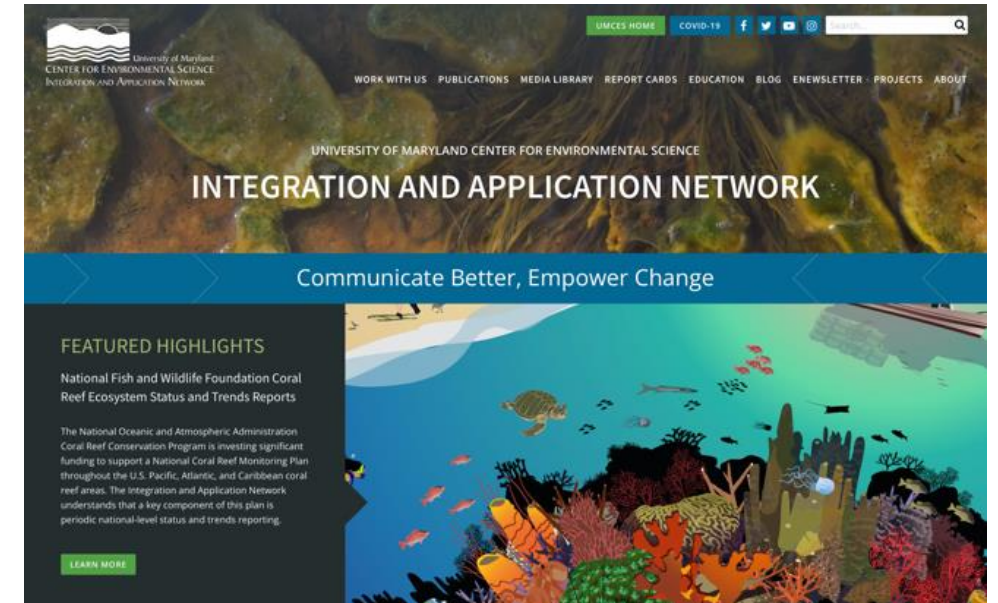 University of Maryland
CENTER FOR ENVIRONMENTAL SCIENCE
INTEGRATION AND APPLICATION NETWORK
UMCES HOME
COVID-19
Search...
WORK WITH US PUBLICATIONS MEDIA LIBRARY REPORT CARDS EDUCATION BLOG ENEWSLETTER PROJECTS ABOUT
UNIVERSITY OF MARYLAND CENTER FOR ENVIRONMENTAL SCIENCE
INTEGRATION AND APPLICATION NETWORK
Communicate Better, Empower Change
FEATURED HIGHLIGHTS
National Fish and Wildlife Foundation Coral
Reef Ecosystem Status and Trends Reports
The National Oceanic and Atmospheric Administration
Coral Reef Conservation Program is investing significant
funding to support a National Coral Reef Monitoring Plan
throughout the U.S. Pacific, Atlantic, and Caribbean coral
reef areas. The Integration and Application Network
understands that a key component of this plan is
periodic national-level status and trends reporting.
LEARN MORE